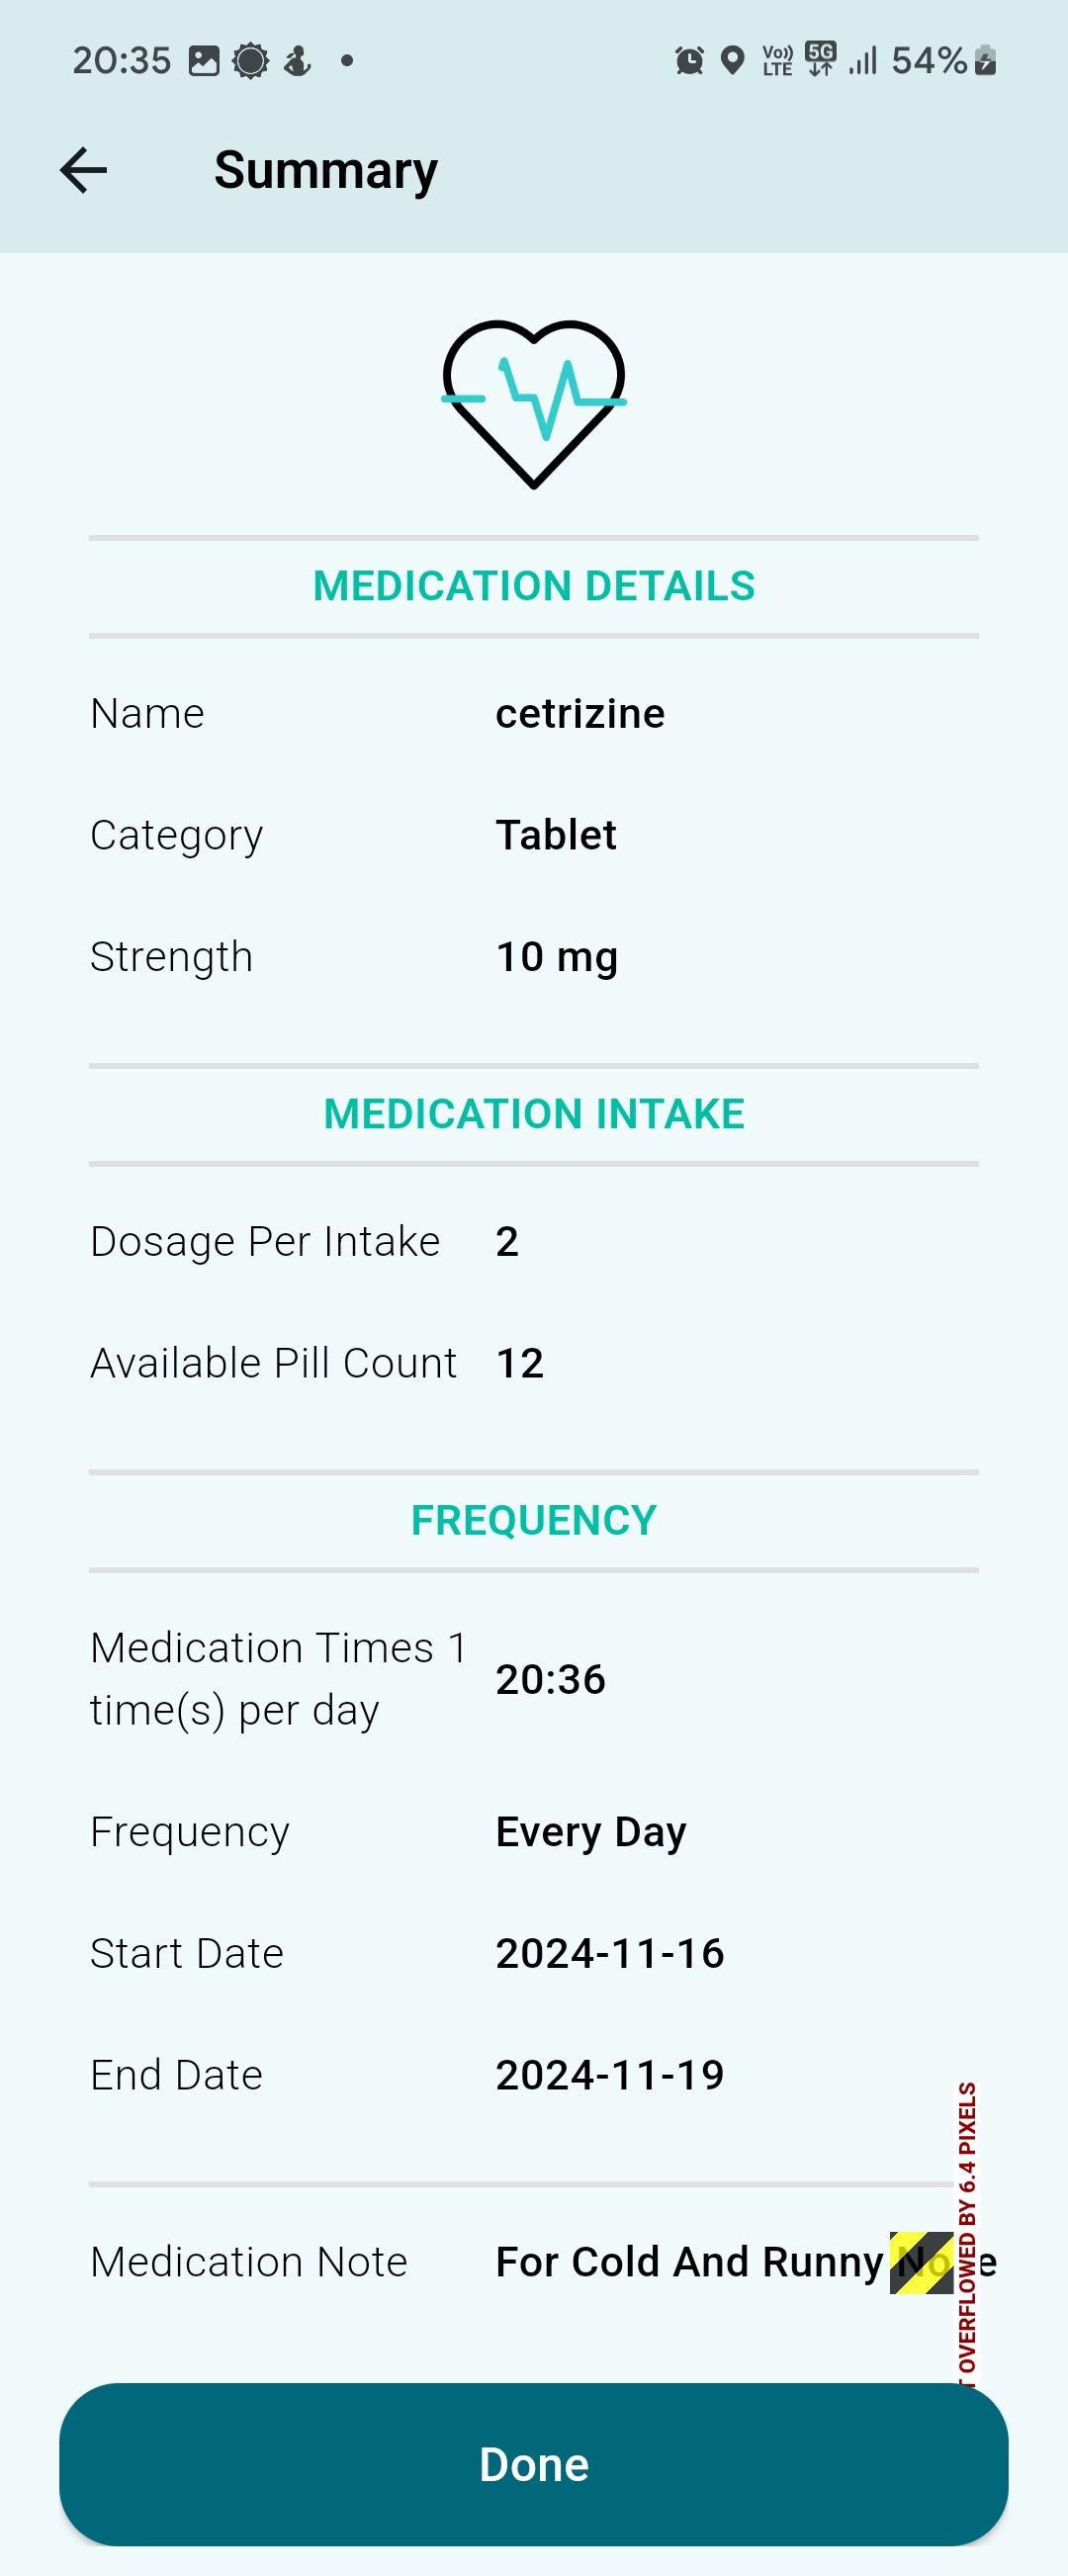 20:35 Vo)) LTE 5G 54%
Summary
MEDICATION DETAILS
Name cetrizine
Category Tablet
Strength 10 mg
MEDICATION INTAKE
Dosage Per Intake 2
Available Pill Count 12
FREQUENCY
Medication Times 1
time(s) per day 20:36
Frequency Every Day
Start Date 2024-11-16
End Date 2024-11-19
T OVERFLOWED BY 6.4 PIXELS
Medication Note For Cold And Runny
Done